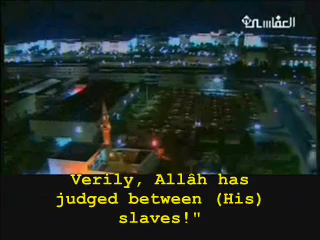 العفاسي
Verily, Allâh has
judged between (His)
slaves!"